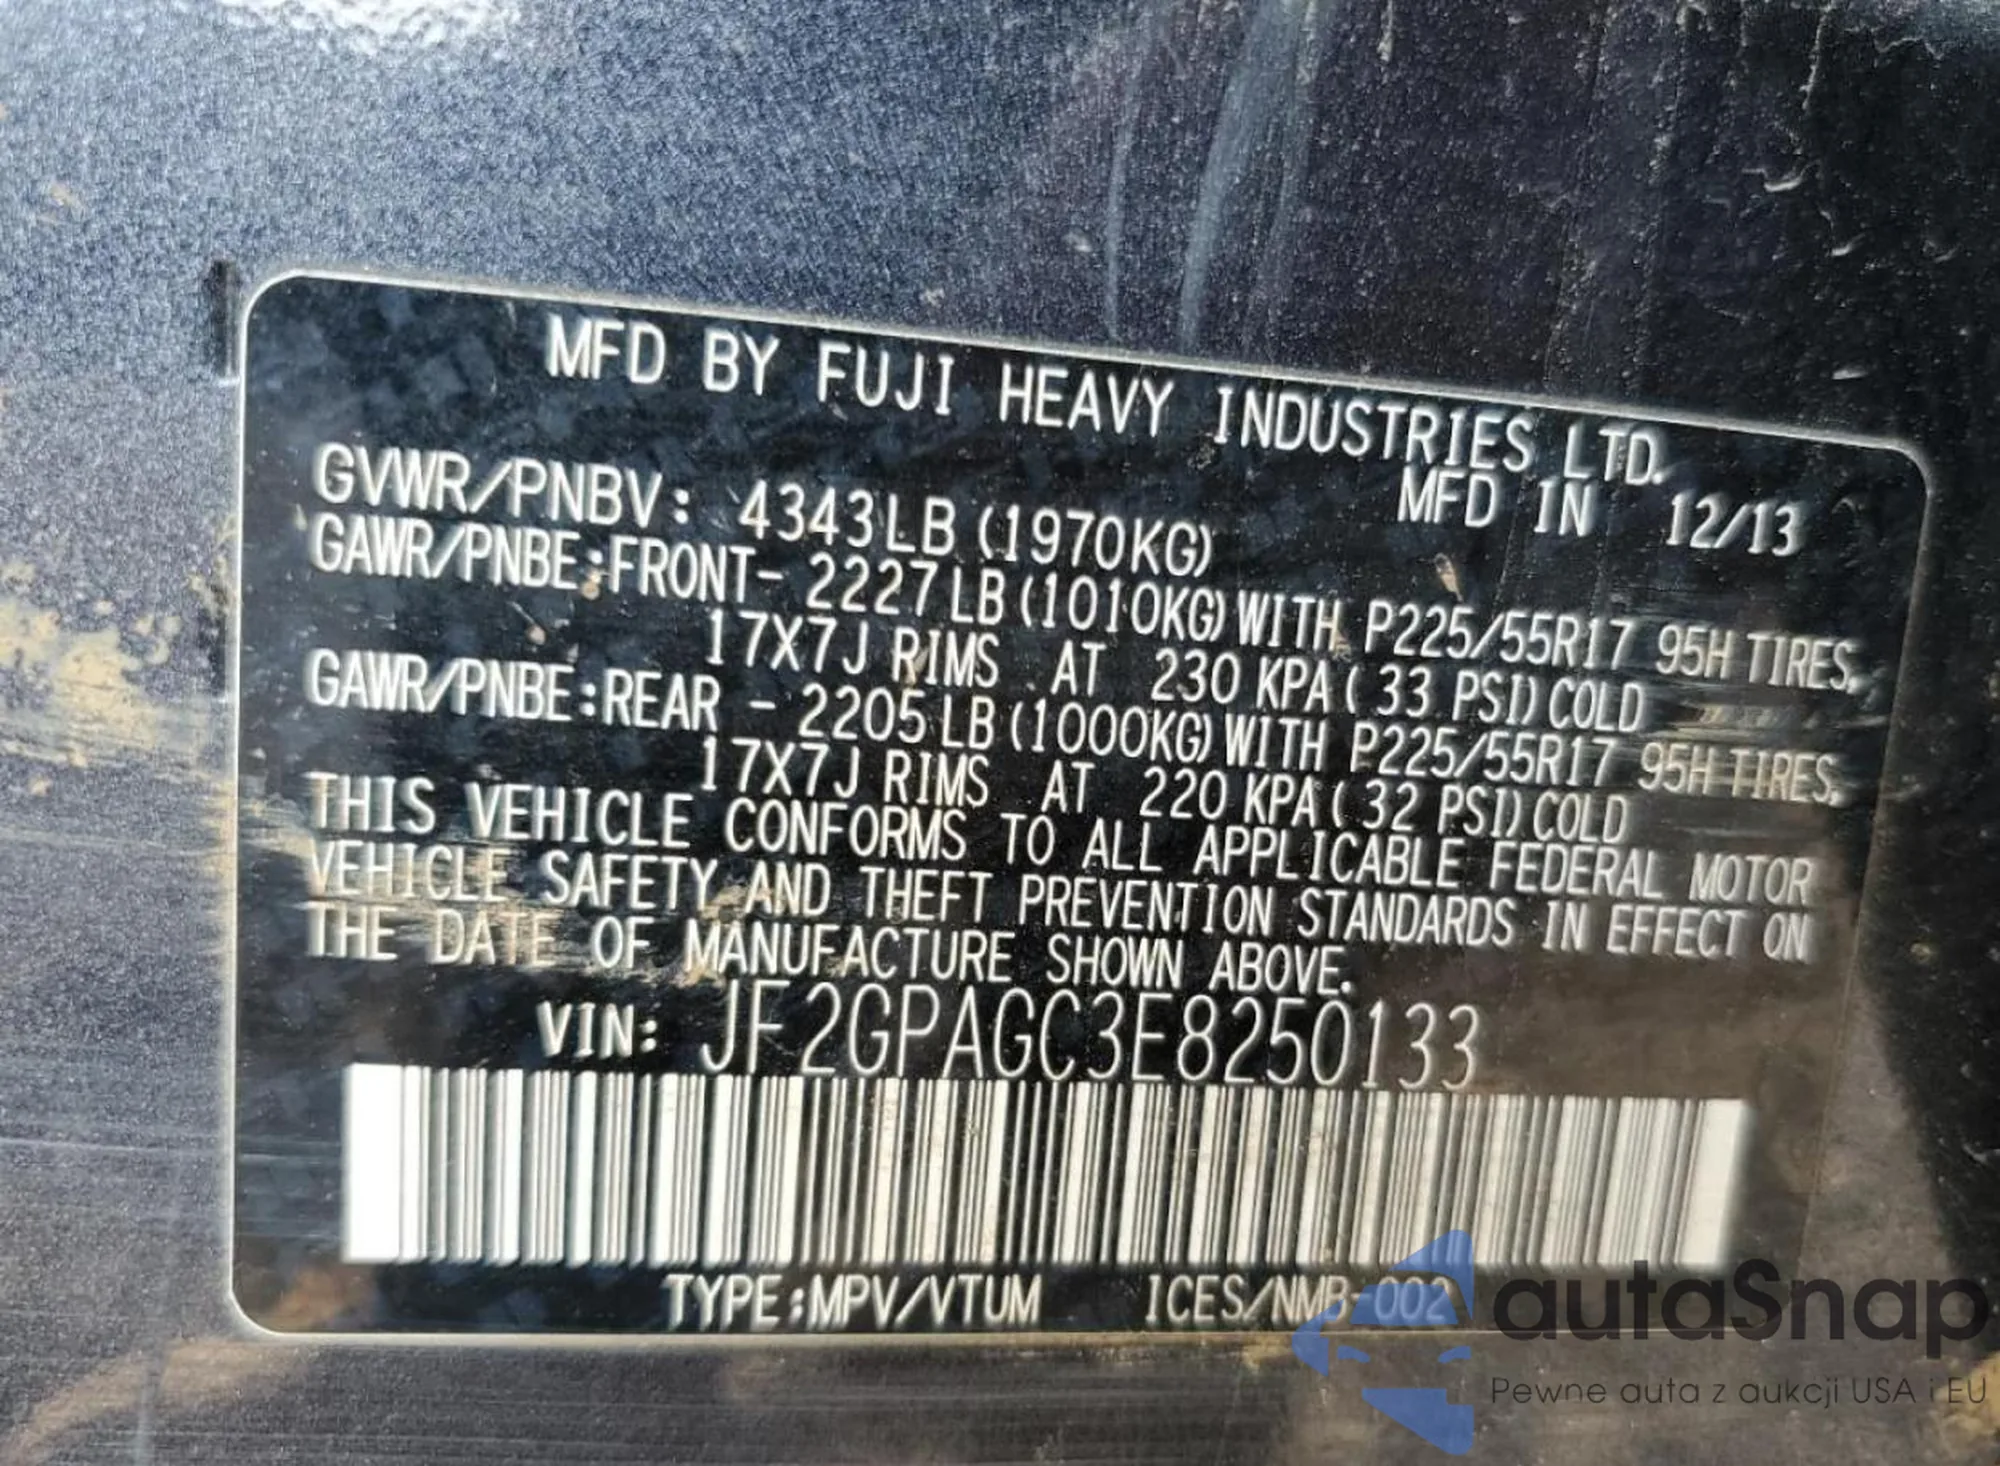 MFD BY FUJI HEAVY INDUSTRIES LTD.
MFD IN 12/13
GVWR/PNBV: 4343LB (1970KG)
GAWR/PNBE:FRONT- 2227LB (1010KG) WITH P225/55R17 95H TIRES,
17X7J RIMS AT 230 KPA ( 33 PSI) COLD
GAWR/PNBE:REAR - 2205LB (1000KG) WITH P225/55R17 95H TIRES,
17X7J RIMS AT 220 KPA ( 32 PSI) COLD
THIS VEHICLE CONFORMS TO ALL APPLICABLE FEDERAL MOTOR
VEHICLE SAFETY AND THEFT PREVENTION STANDARDS IN EFFECT ON
THE DATE OF MANUFACTURE SHOWN ABOVE.
VIN: JF2GPAGC3E8250133
TYPE:MPV/VTUM ICES/NMB-002
autaSnap
Pewne auta z aukcji USA i EU